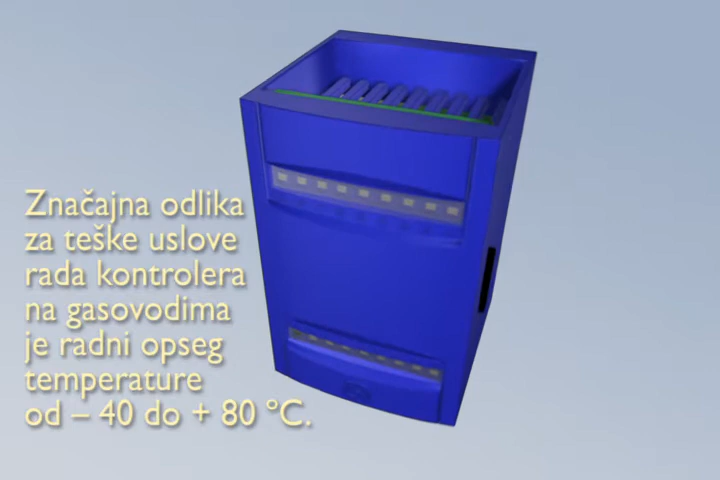 Značajna odlika
za teške uslove
rada kontrolera
na gasovodima
je radni opseg
temperature
od – 40 do + 80 °C.